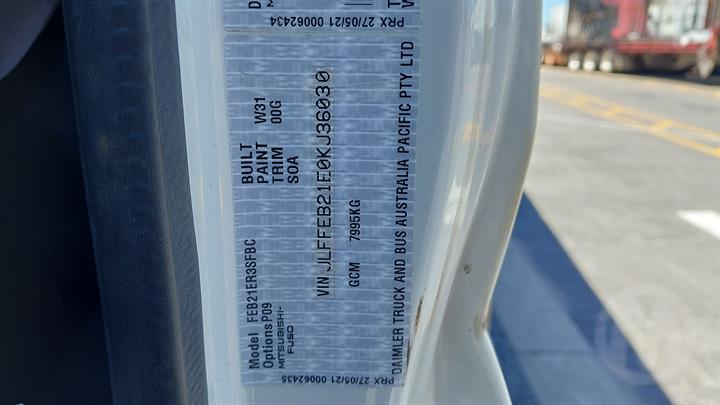 Model FEB21ER3SFBC
Options P09
MITSUBISHI-
FUSO
BUILT
PAINT W31
TRIM 00G
SOA
VIN JLFFEB21E0KJ36030
GCM 7995KG
DAIMLER TRUCK AND BUS AUSTRALIA PACIFIC PTY LTD
PRX 27/05/21 00062435
PRX 27/05/21 00062434